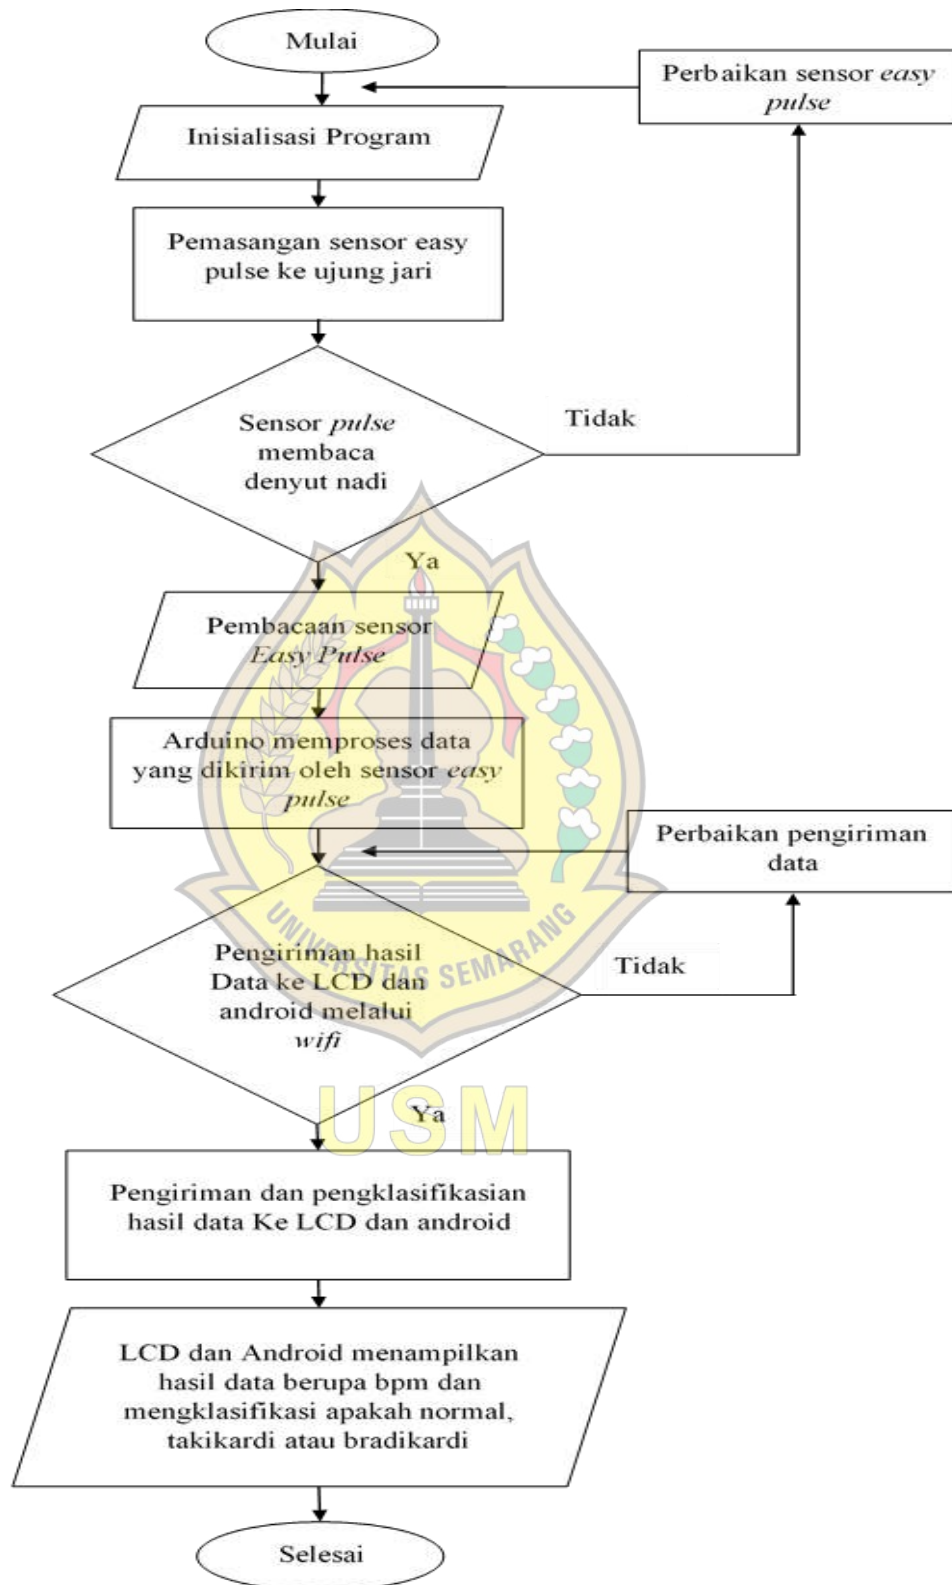 Mulai
Perbaikan sensor easy
pulse
Inisialisasi Program
Pemasangan sensor easy
pulse ke ujung jari
Sensor pulse
membaca
denyut nadi
Tidak
Ya
Pembacaan sensor
Easy Pulse
Arduino memproses data
yang dikirim oleh sensor easy
pulse
Perbaikan pengiriman
data
Pengiriman hasil
Data ke LCD dan
android melalui
wifi
Tidak
UNIVERSITAS SEMARANG
USM
Ya
Pengiriman dan pengklasifikasian
hasil data Ke LCD dan android
LCD dan Android menampilkan
hasil data berupa bpm dan
mengklasifikasi apakah normal,
takikardi atau bradikardi
Selesai